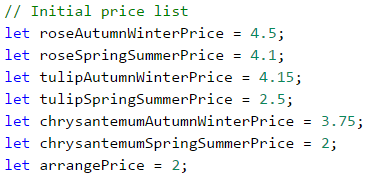 // Initial price list
let roseAutumnWinterPrice = 4.5;
let roseSpringSummerPrice = 4.1;
let tulipAutumnWinterPrice = 4.15;
let tulipSpringSummerPrice = 2.5;
let chrysantemumAutumnWinterPrice = 3.75;
let chrysantemumSpringSummerPrice = 2;
let arrangePrice = 2;